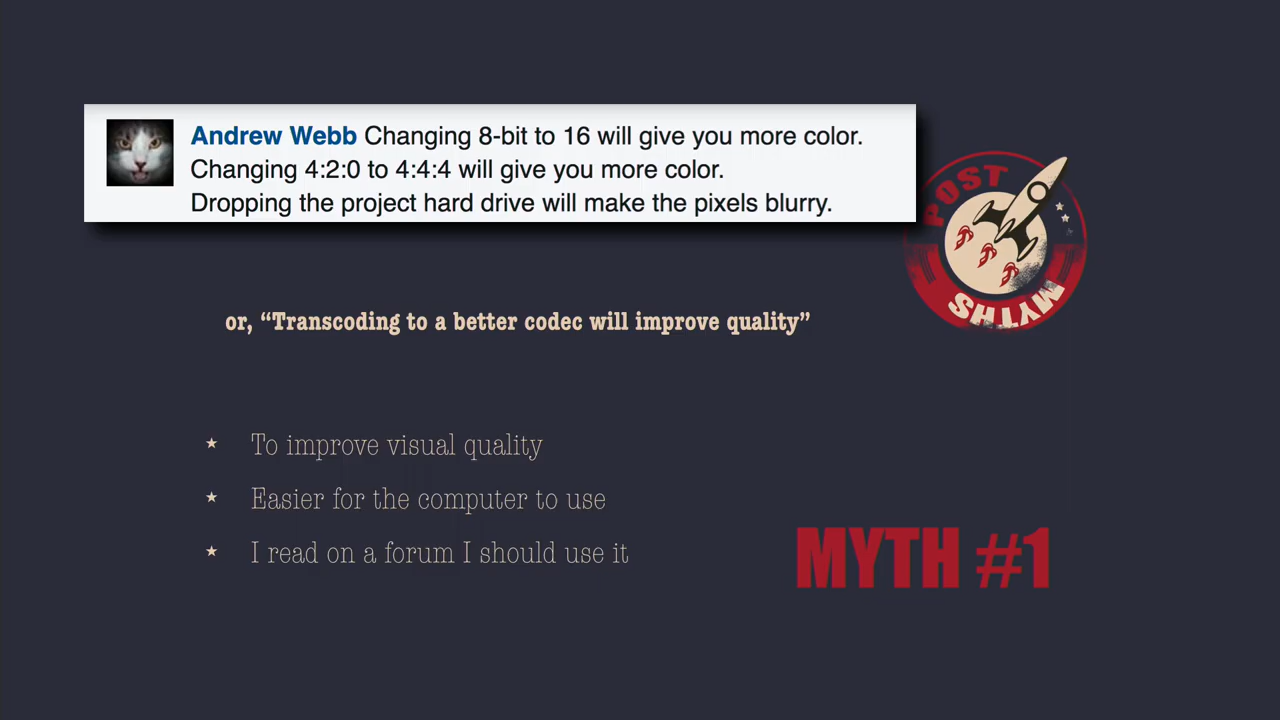 Andrew Webb Changing 8-bit to 16 will give you more color.
Changing 4:2:0 to 4:4:4 will give you more color.
Dropping the project hard drive will make the pixels blurry.
POST
MYTHS
or, “Transcoding to a better codec will improve quality”
★ To improve visual quality
★ Easier for the computer to use
★ I read on a forum I should use it
MYTH #1